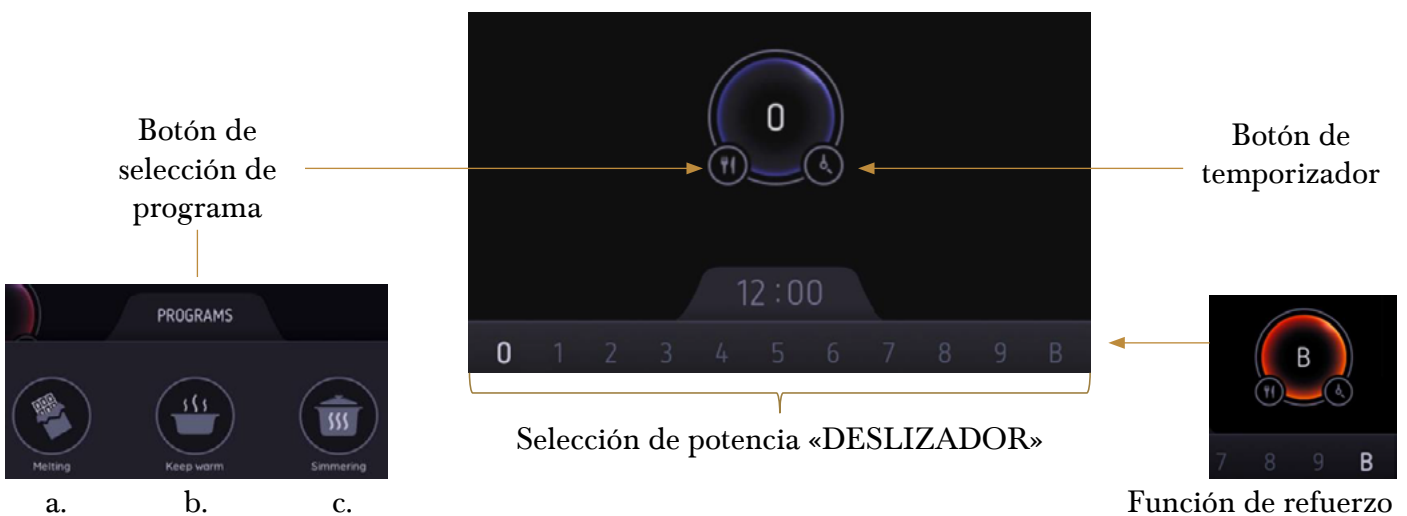 0
Botón de
selección de
programa
Botón de
temporizador
12:00
0 1 2 3 4 5 6 7 8 9 B
PROGRAMS
Melting
Keep warm
Simmering
a.
b.
c.
Selección de potencia «DESLIZADOR»
B
7 8 9 B
Función de refuerzo